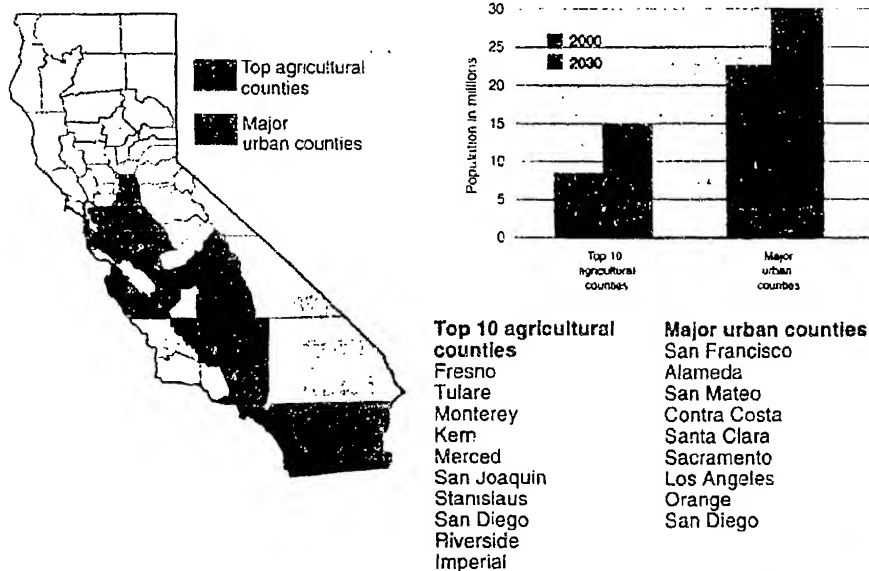 Top agricultural
counties
Major
urban counties
Population in millions
30
25
20
15
10
5
0
2000
2030
Top 10
agricultural
counties
Major
urban
counties
Top 10 agricultural
counties
Fresno
Tulare
Monterey
Kern
Merced
San Joaquin
Stanislaus
San Diego
Riverside
Imperial
Major urban counties
San Francisco
Alameda
San Mateo
Contra Costa
Santa Clara
Sacramento
Los Angeles
Orange
San Diego